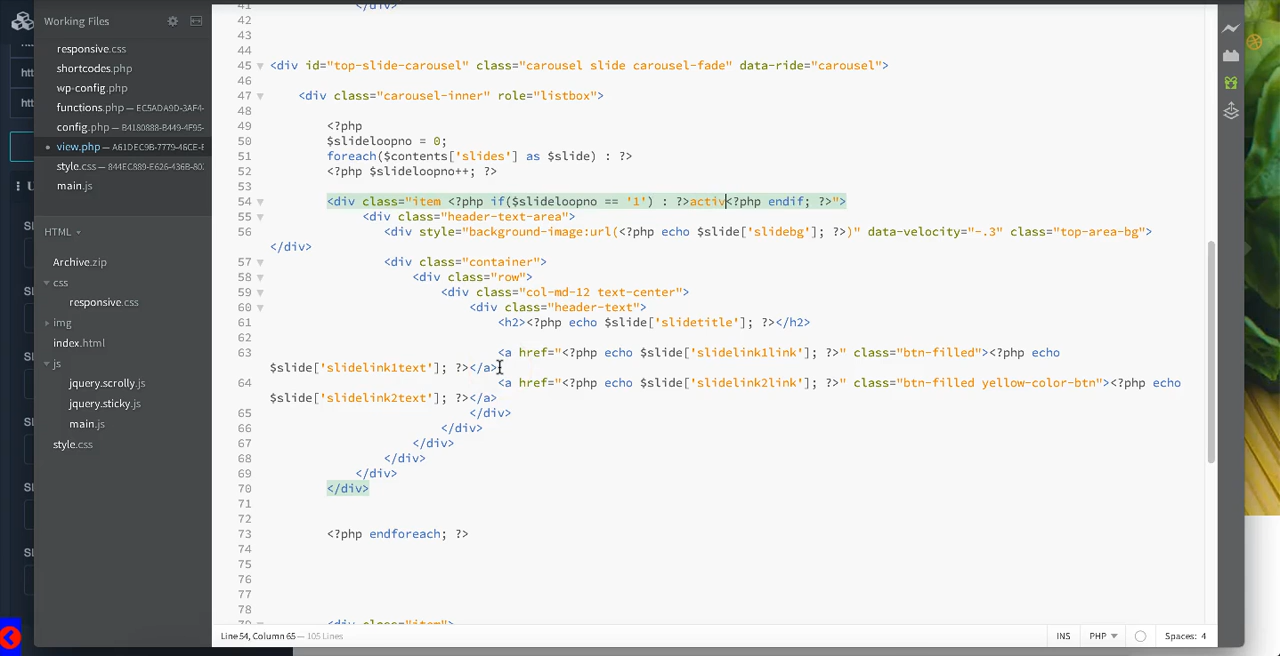 Working Files
responsive.css
shortcodes.php
wp-config.php
functions.php — EC5ADA9D-3AF4-
config.php — B4180888-B449-4F95-
view.php — A61DEC9B-7779-46CE-
style.css — 844EC889-E626-436B-80
main.js
HTML
Archive.zip
css
responsive.css
img
index.html
js
jquery.scrolly.js
jquery.sticky.js
main.js
style.css
41 </div>
42
43
44
45 <div id="top-slide-carousel" class="carousel slide carousel-fade" data-ride="carousel">
46
47 <div class="carousel-inner" role="listbox">
48
49 <?php
50 $slideloopno = 0;
51 foreach($contents['slides'] as $slide) : ?>
52 <?php $slideloopno++; ?>
53
54 <div class="item <?php if($slideloopno == '1') : ?>activ<?php endif; ?>">
55 <div class="header-text-area">
56 <div style="background-image:url(<?php echo $slide['slidebg']; ?>)" data-velocity="-.3" class="top-area-bg">
</div>
57 <div class="container">
58 <div class="row">
59 <div class="col-md-12 text-center">
60 <div class="header-text">
61 <h2><?php echo $slide['slidetitle']; ?></h2>
62
63 <a href="<?php echo $slide['slidelink1link']; ?>" class="btn-filled"><?php echo
$slide['slidelink1text']; ?></a>
64 <a href="<?php echo $slide['slidelink2link']; ?>" class="btn-filled yellow-color-btn"><?php echo
$slide['slidelink2text']; ?></a>
65 </div>
66 </div>
67 </div>
68 </div>
69 </div>
70 </div>
71
72
73 <?php endforeach; ?>
74
75
76
77
78
79 <div class="item">
Line 54, Column 65 — 105 Lines
INS
PHP
Spaces: 4